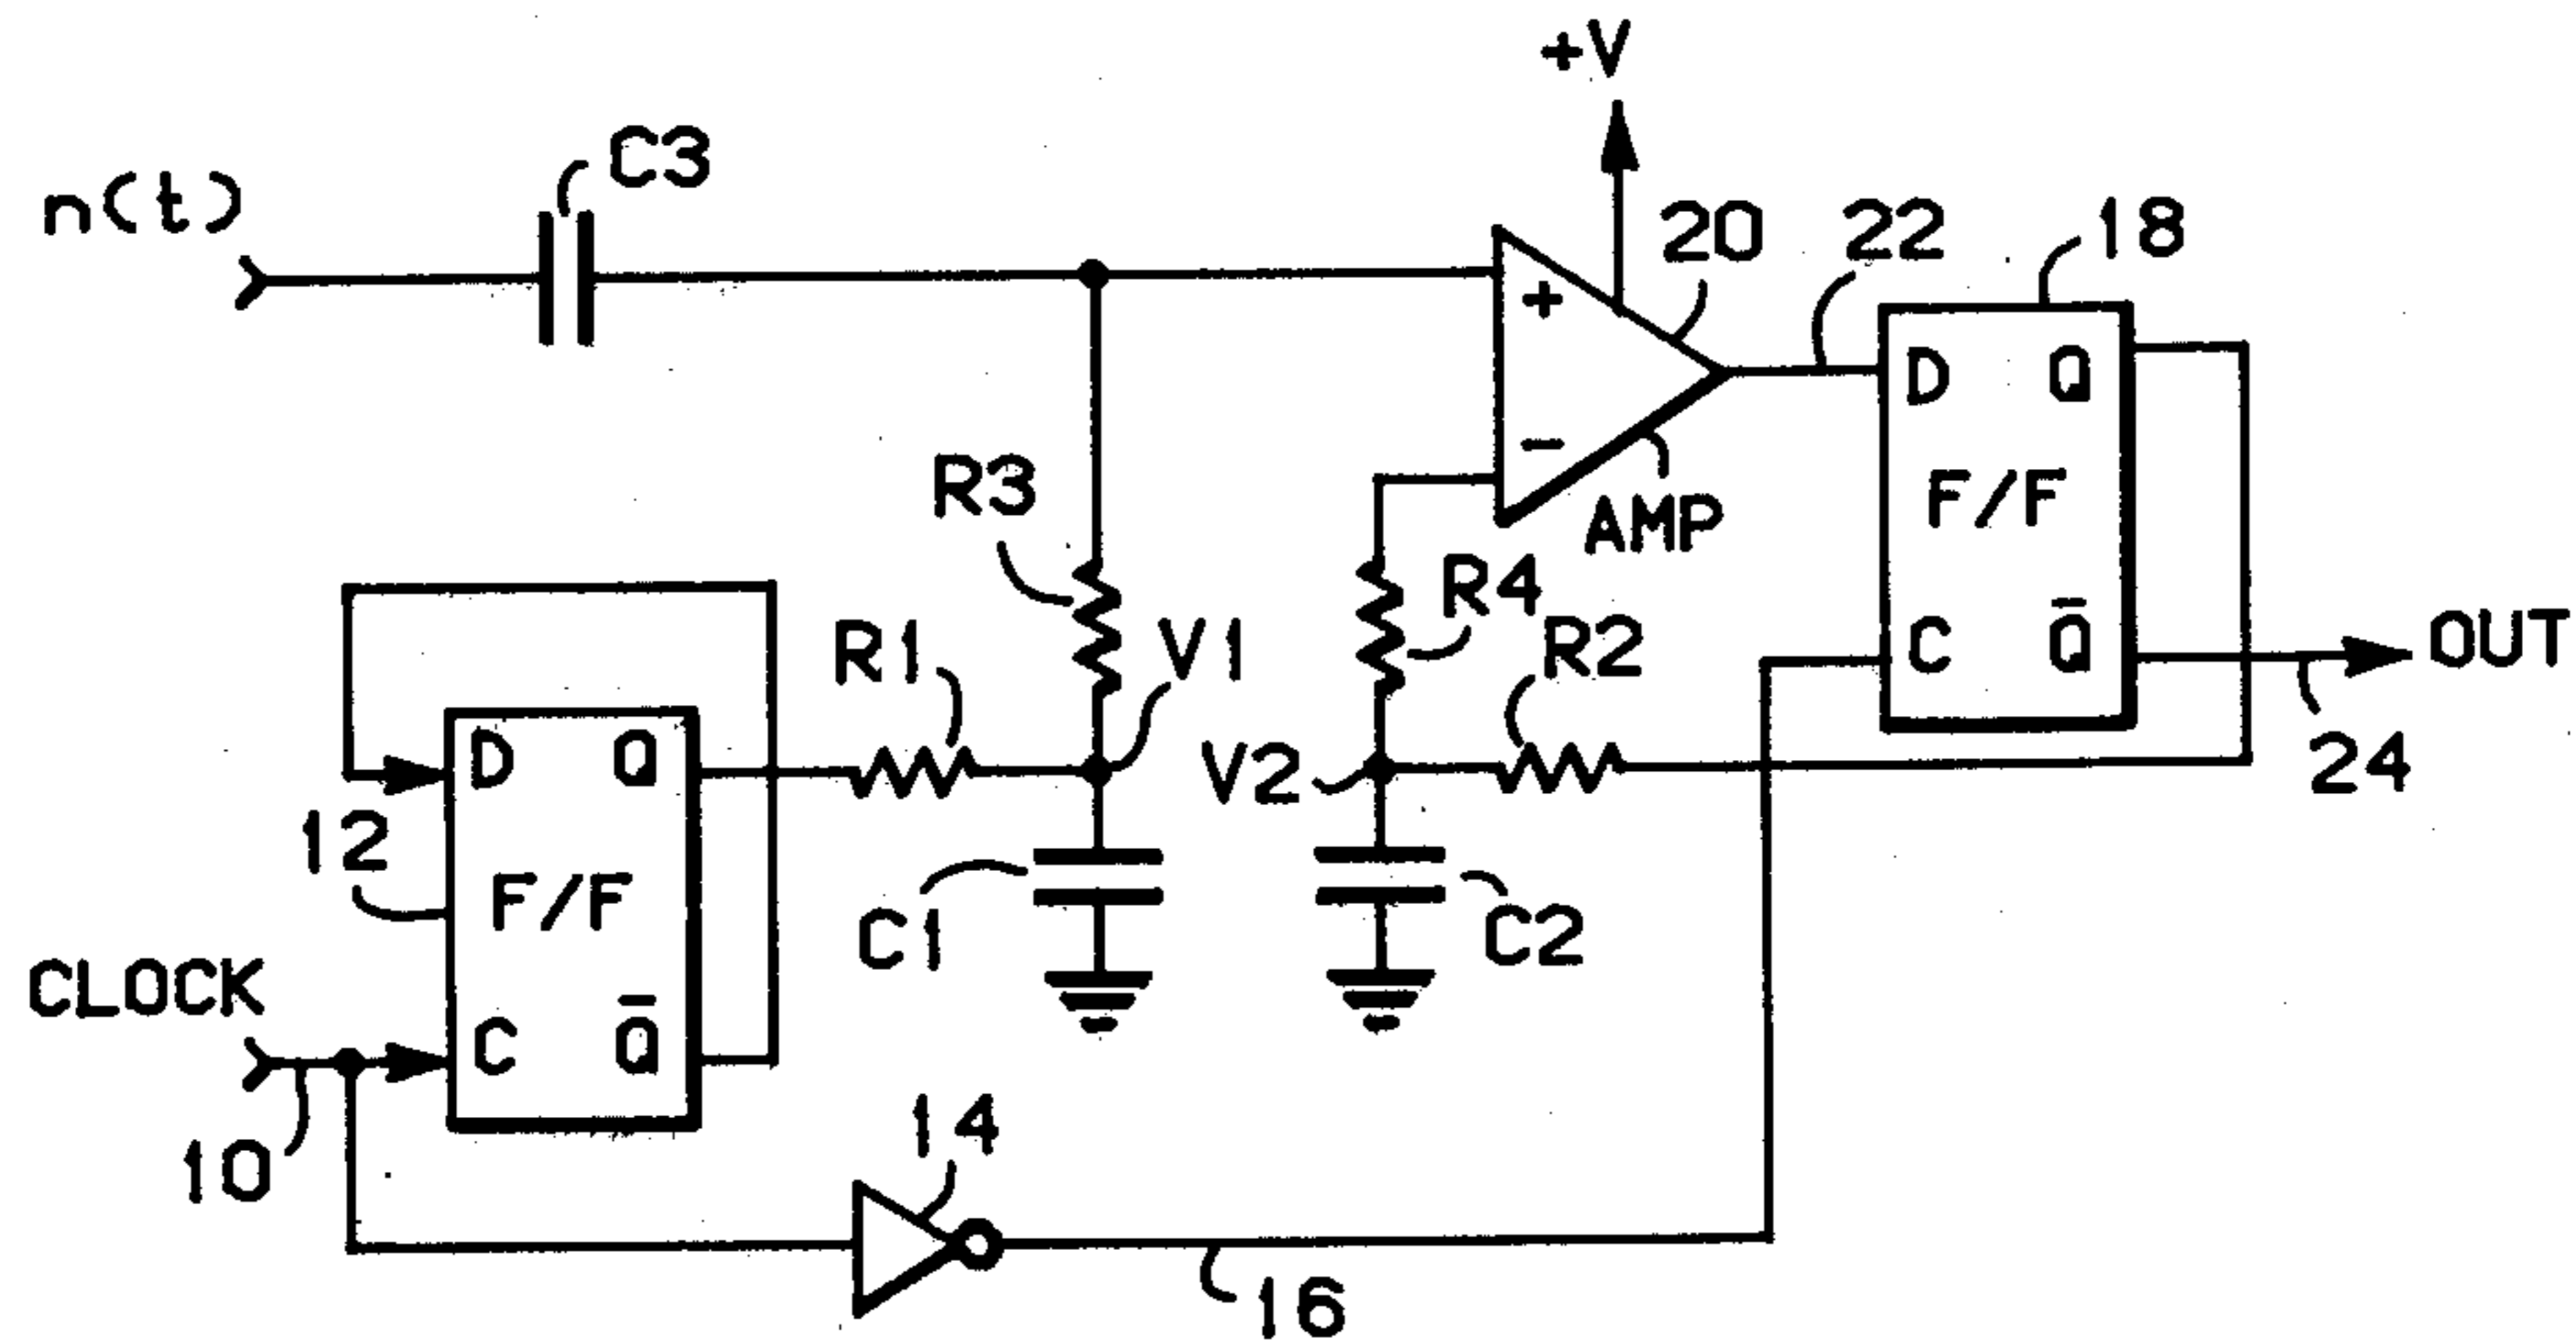 +V
n(t)
C3
20
22
18
+
D
Q
R3
-
F/F
AMP
R4
R1
V1
R2
C
Q̄
OUT
V2
24
D
Q
12
F/F
C1
C2
CLOCK
C
Q̄
10
14
16